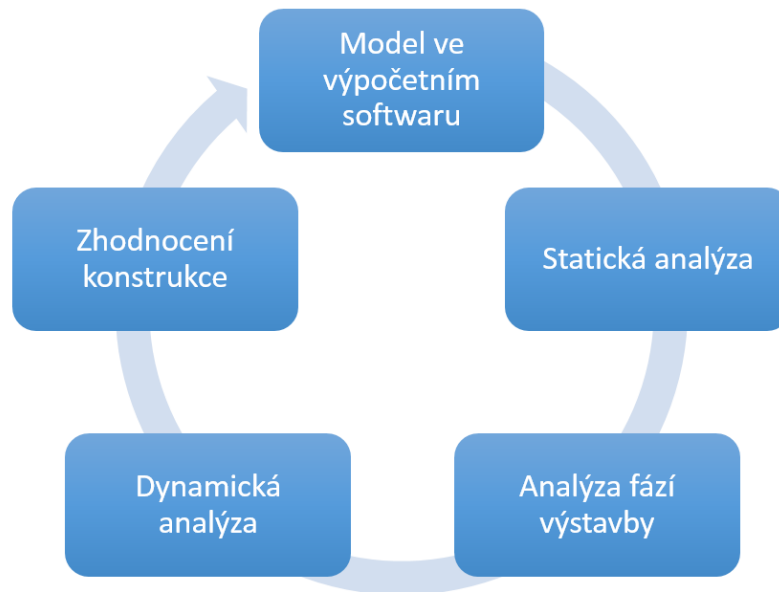 Model ve
výpočetním
softwaru
Statická analýza
Analýza fází
výstavby
Dynamická
analýza
Zhodnocení
konstrukce